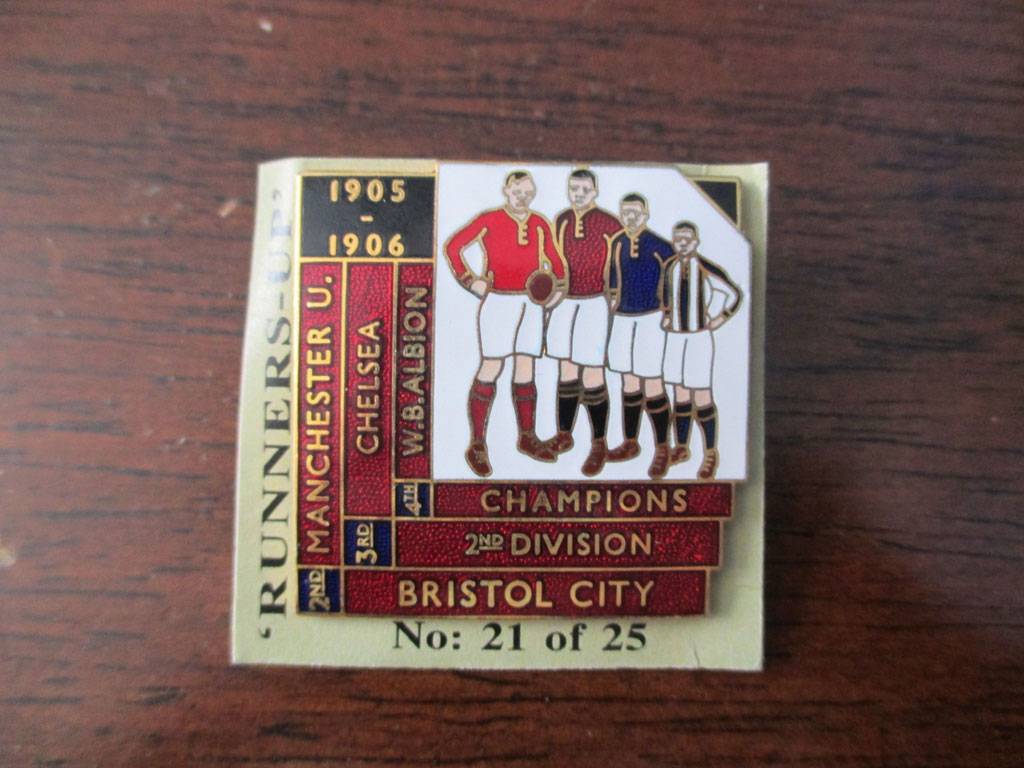 'RUNNERS-UP'
1905
-
1906
MANCHESTER U.
2ND
CHELSEA
3RD
W.B.ALBION
4TH
CHAMPIONS
2ND DIVISION
BRISTOL CITY
No: 21 of 25